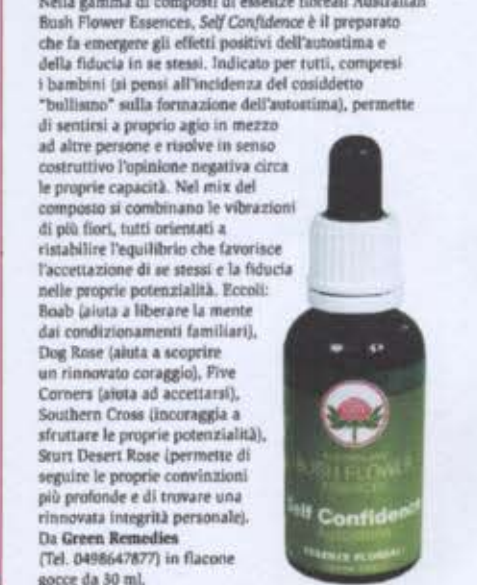 Nella gamma di composti di essenze floreali Australian
Bush Flower Essences, Self Confidence è il preparato
che fa emergere gli effetti positivi dell'autostima e
della fiducia in se stessi. Indicato per tutti, compresi
i bambini (si pensi all'incidenza del cosiddetto
"bullismo" sulla formazione dell'autostima), permette
di sentirsi a proprio agio in mezzo
ad altre persone e risolve in senso
costruttivo l'opinione negativa circa
le proprie capacità. Nel mix del
composto si combinano le vibrazioni
di più fiori, tutti orientati a
ristabilire l'equilibrio che favorisce
l'accettazione di se stessi e la fiducia
nelle proprie potenzialità. Eccoli:
Boab (aiuta a liberare la mente
dai condizionamenti familiari),
Dog Rose (aiuta a scoprire
un rinnovato coraggio), Five
Corners (aiuta ad accettarsi),
Southern Cross (incoraggia a
sfruttare le proprie potenzialità),
Sturt Desert Rose (permette di
seguire le proprie convinzioni
più profonde e di trovare una
rinnovata integrità personale).
Da Green Remedies
(Tel. 0498647877) in flacone
gocce da 30 ml.
BUSH FLOWER
Self Confidence
ESSENZE FLOREALI